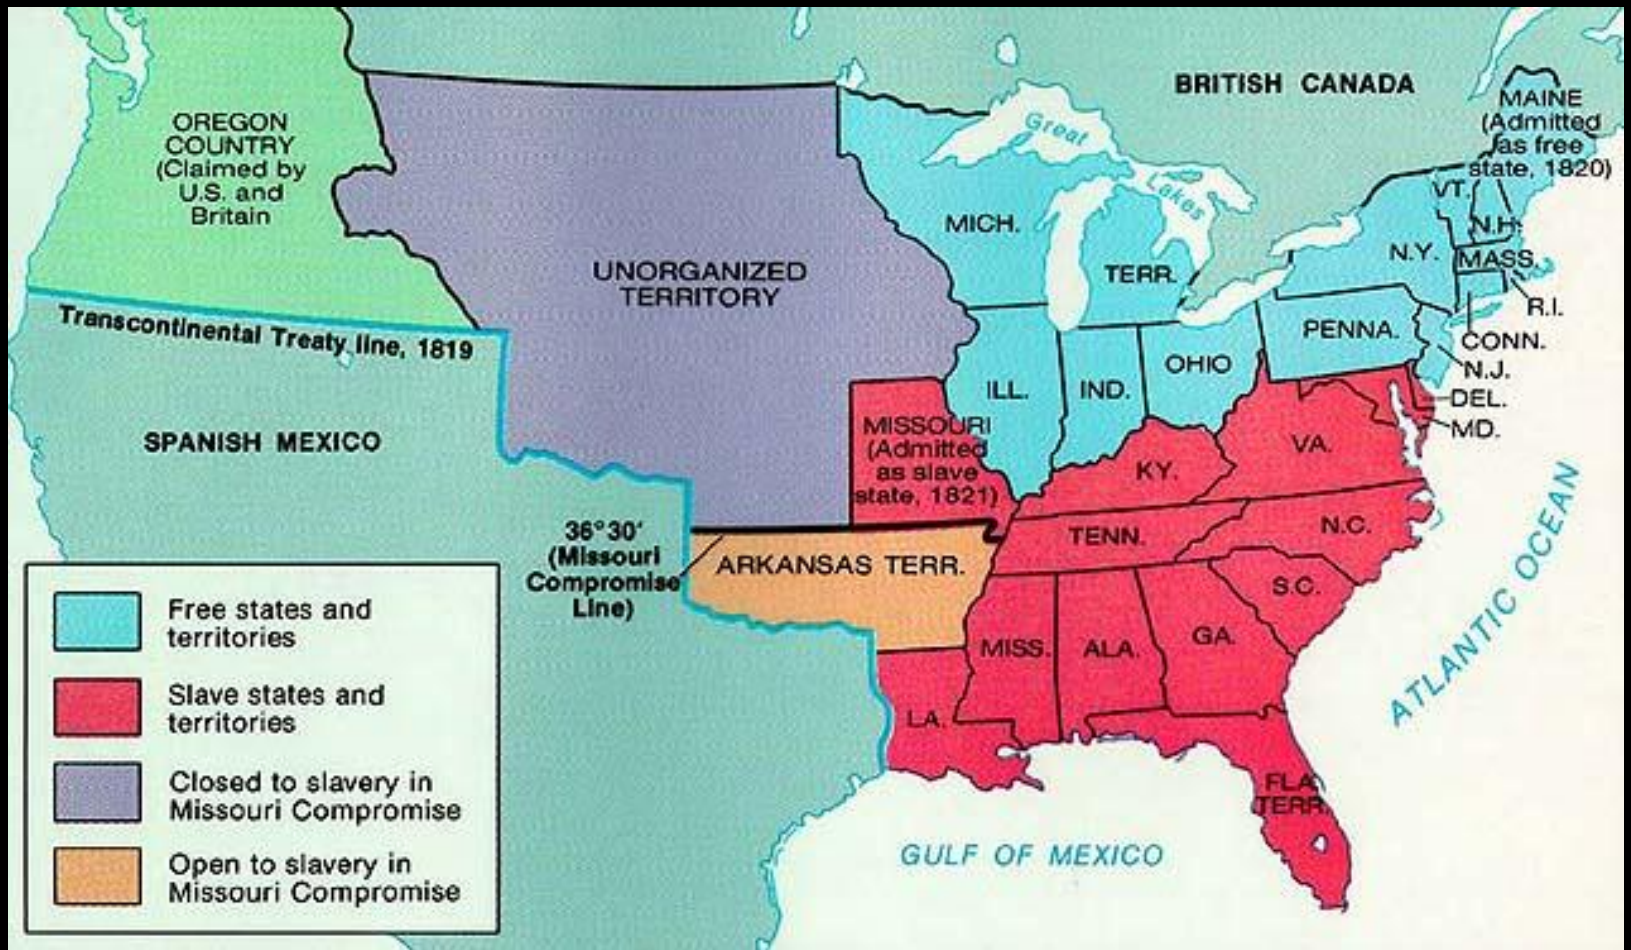 BRITISH CANADA
MAINE
(Admitted
as free
state, 1820)
OREGON
COUNTRY
(Claimed by
U.S. and
Britain
Great
Lakes
VT.
N.H.
MICH.
TERR.
N.Y.
MASS.
UNORGANIZED
TERRITORY
R.I.
Transcontinental Treaty line, 1819
PENNA.
CONN.
OHIO
N.J.
ILL.
IND.
DEL.
MD.
SPANISH MEXICO
MISSOURI
(Admitted
as slave
state, 1821)
VA.
KY.
36°30′
(Missouri
Compromise
Line)
TENN.
N.C.
ARKANSAS TERR.
S.C.
ATLANTIC OCEAN
MISS.
ALA.
GA.
LA.
FLA.
TERR.
GULF OF MEXICO
Free states and
territories
Slave states and
territories
Closed to slavery in
Missouri Compromise
Open to slavery in
Missouri Compromise